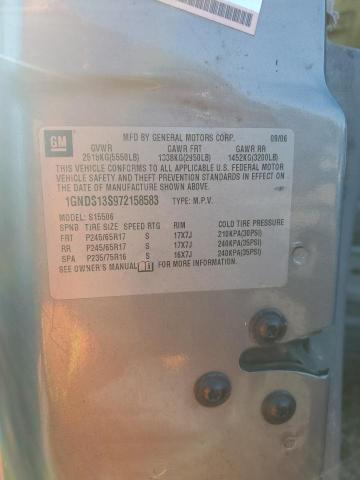 GM
MFD BY GENERAL MOTORS CORP. 09/06
GVWR GAWR FRT GAWR RR
2518KG(5550LB) 1338KG(2950LB) 1452KG(3200LB)
THIS VEHICLE CONFORMS TO ALL APPLICABLE U.S. FEDERAL MOTOR
VEHICLE SAFETY AND THEFT PREVENTION STANDARDS IN EFFECT ON
THE DATE OF MANUFACTURE SHOWN ABOVE.
1GNDS13S972158583 TYPE: M.P.V.
MODEL: S15506
SPNB TIRE SIZE SPEED RTG RIM COLD TIRE PRESSURE
FRT P245/65R17 S 17X7J 210KPA(30PSI)
RR P245/65R17 S 17X7J 240KPA(35PSI)
SPA P235/75R16 S 16X7J 240KPA(35PSI)
SEE OWNER'S MANUAL FOR MORE INFORMATION.